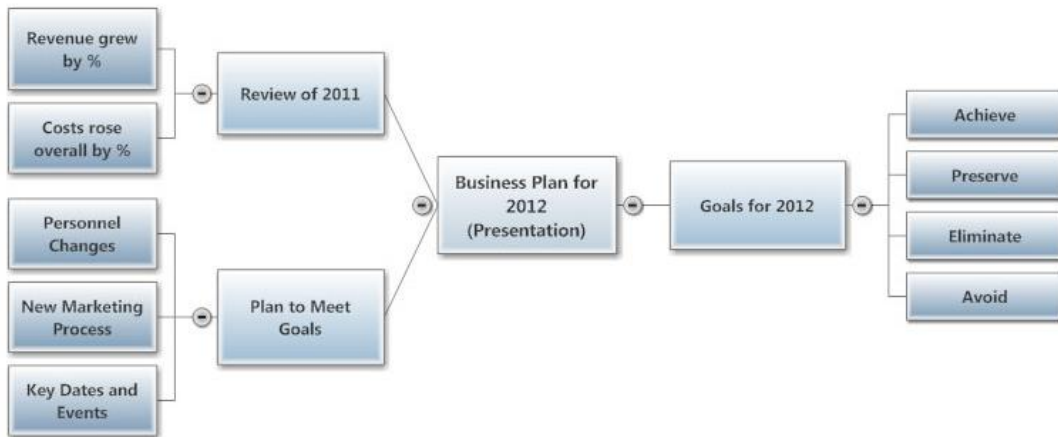 Revenue grew
by %
Costs rose
overall by %
Review of 2011
Personnel
Changes
New Marketing
Process
Key Dates and
Events
Plan to Meet
Goals
Business Plan for
2012
(Presentation)
Goals for 2012
Achieve
Preserve
Eliminate
Avoid